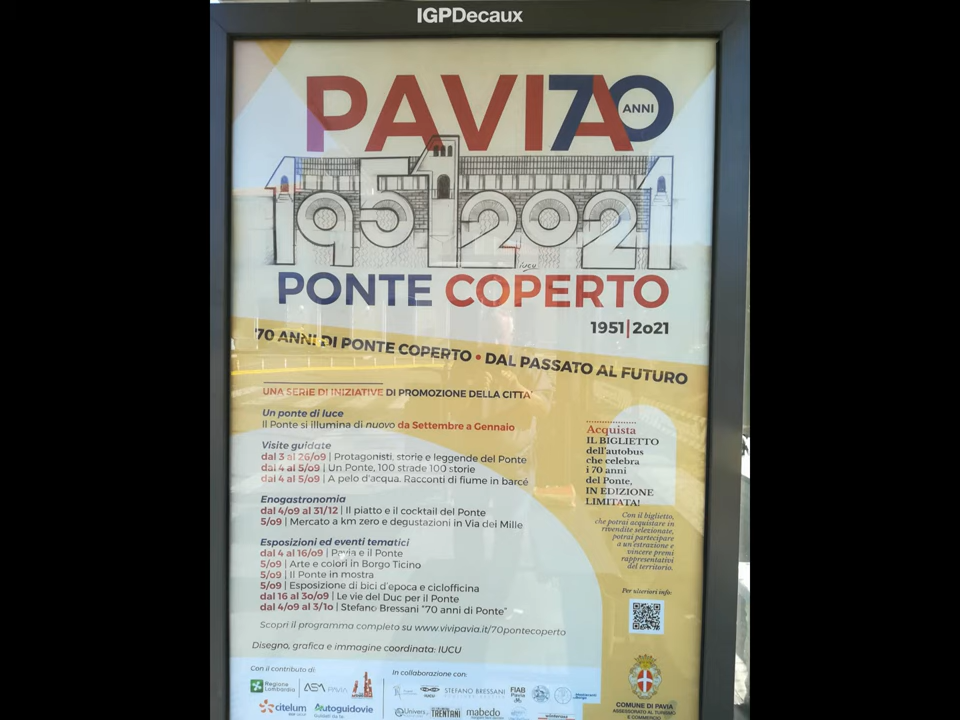 IGPDecaux
PAVIA 70
ANNI
1951 2021
IUCU
PONTE COPERTO
1951|2021
70 ANNI DI PONTE COPERTO • DAL PASSATO AL FUTURO
UNA SERIE DI INIZIATIVE DI PROMOZIONE DELLA CITTA'
Un ponte di luce
Il Ponte si illumina di nuovo da Settembre a Gennaio
Visite guidate
dal 3 al 26/09 | Protagonisti, storie e leggende del Ponte
dal 4 al 5/09 | Un Ponte, 100 strade 100 storie
dal 4 al 5/09 | A pelo d'acqua. Racconti di fiume in barcé
Enogastronomia
dal 4/09 al 31/12 | Il piatto e il cocktail del Ponte
5/09 | Mercato a km zero e degustazioni in Via dei Mille
Esposizioni ed eventi tematici
dal 4 al 16/09 | Pavia e il Ponte
5/09 | Arte e colori in Borgo Ticino
5/09 | Il Ponte in mostra
5/09 | Esposizione di bici d'epoca e ciclofficina
dal 16 al 30/09 | Le vie del Duc per il Ponte
dal 4/09 al 3/10 | Stefano Bressani "70 anni di Ponte"
Scopri il programma completo su www.vivipavia.it/70pontecoperto
Disegno, grafica e immagine coordinata: IUCU
Acquista
IL BIGLIETTO
dell'autobus
che celebra
i 70 anni
del Ponte,
IN EDIZIONE
LIMITATA!
Con il biglietto,
che potrai acquistare in
rivendite selezionate,
potrai partecipare
a un'estrazione e
vincere premi
rappresentativi
del territorio.
Per ulteriori info:
Con il contributo di:
Regione
Lombardia
ASM PAVIA
citelum
Autoguidovie
In collaborazione con:
STEFANO BRESSANI
FIAB
Pavia
Univers
TRENTANI
mabedo
COMUNE DI PAVIA
ASSESSORATO AL TURISMO
E COMMERCIO